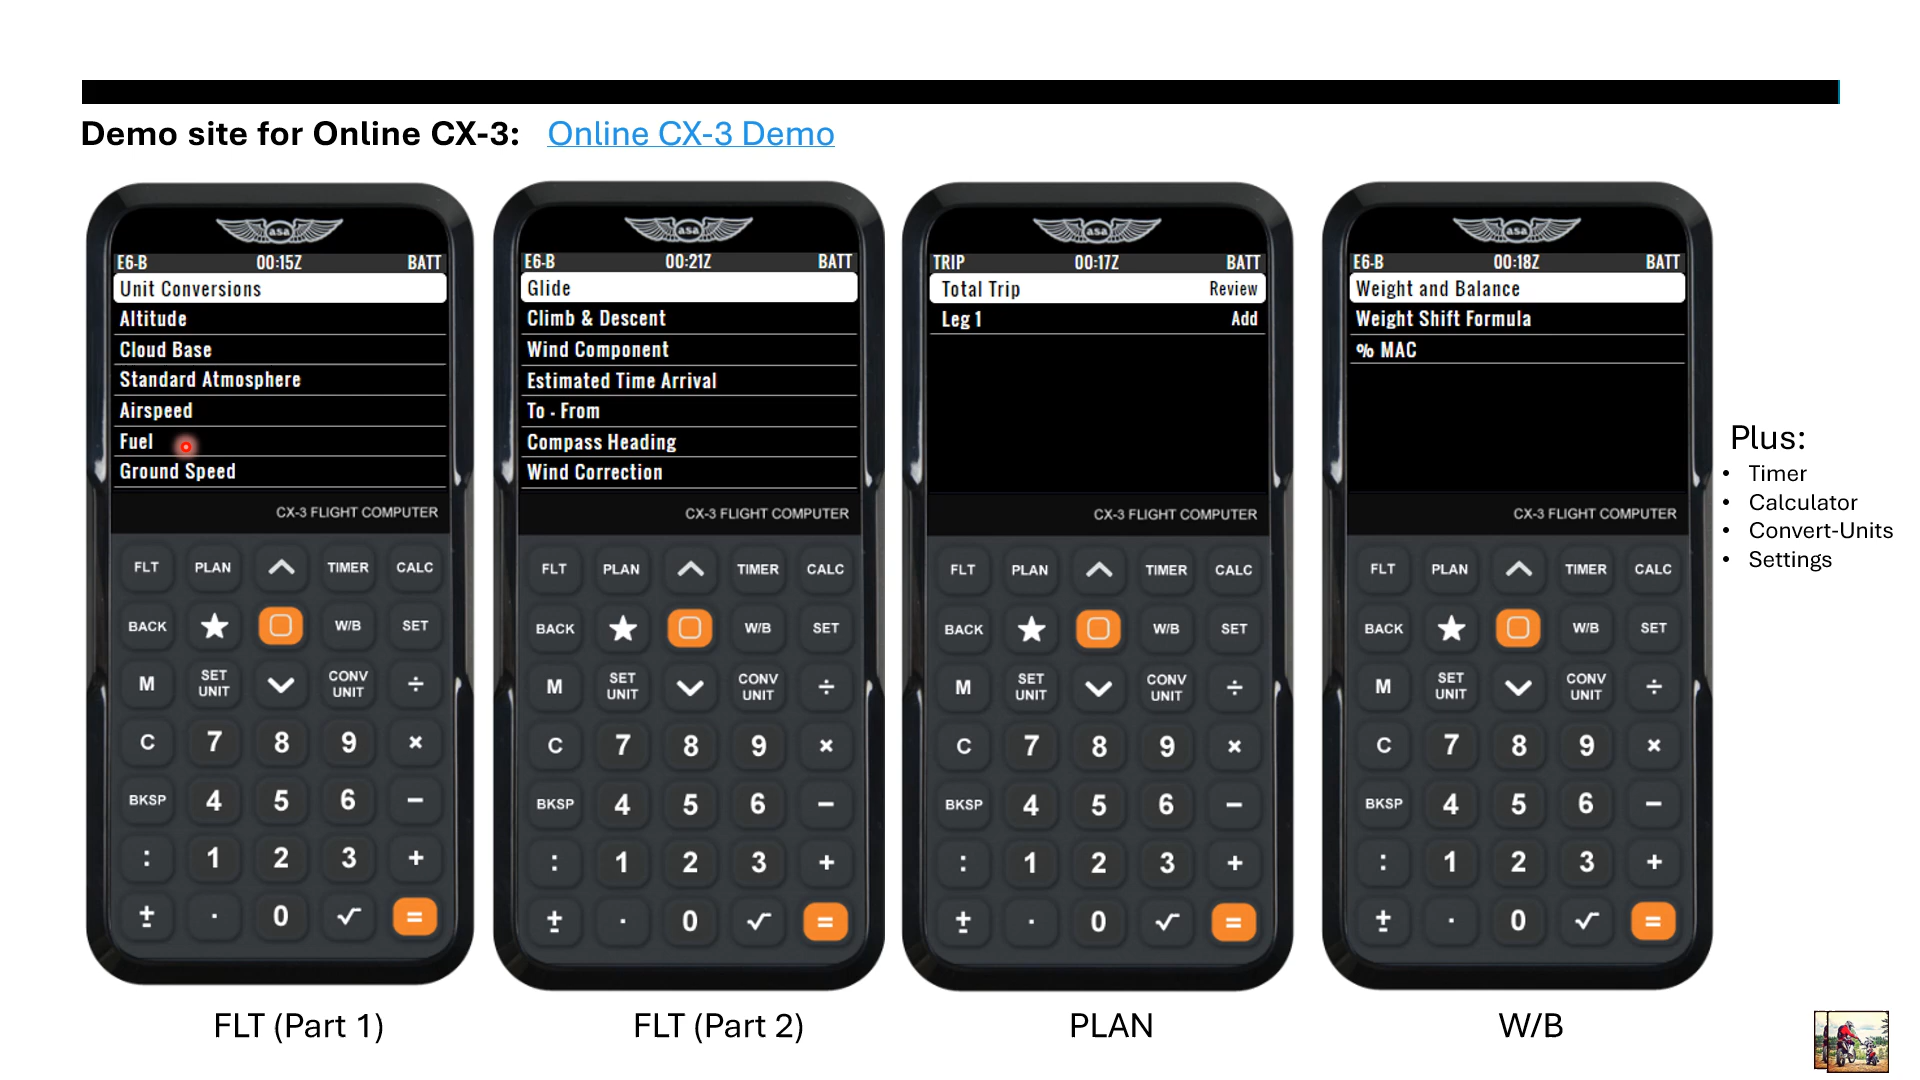 Demo site for Online CX-3: Online CX-3 Demo
asa
E6-B 00:15Z BATT
Unit Conversions
Altitude
Cloud Base
Standard Atmosphere
Airspeed
Fuel
Ground Speed
CX-3 FLIGHT COMPUTER
FLT PLAN TIMER CALC
BACK W/B SET
M SET UNIT CONV UNIT ÷
C 7 8 9 ×
BKSP 4 5 6 −
: 1 2 3 +
± . 0 √ =
FLT (Part 1)
asa
E6-B 00:21Z BATT
Glide
Climb & Descent
Wind Component
Estimated Time Arrival
To - From
Compass Heading
Wind Correction
CX-3 FLIGHT COMPUTER
FLT PLAN TIMER CALC
BACK W/B SET
M SET UNIT CONV UNIT ÷
C 7 8 9 ×
BKSP 4 5 6 −
: 1 2 3 +
± . 0 √ =
FLT (Part 2)
asa
TRIP 00:17Z BATT
Total Trip Review
Leg 1 Add
CX-3 FLIGHT COMPUTER
FLT PLAN TIMER CALC
BACK W/B SET
M SET UNIT CONV UNIT ÷
C 7 8 9 ×
BKSP 4 5 6 −
: 1 2 3 +
± . 0 √ =
PLAN
asa
E6-B 00:18Z BATT
Weight and Balance
Weight Shift Formula
% MAC
CX-3 FLIGHT COMPUTER
FLT PLAN TIMER CALC
BACK W/B SET
M SET UNIT CONV UNIT ÷
C 7 8 9 ×
BKSP 4 5 6 −
: 1 2 3 +
± . 0 √ =
W/B
Plus:
• Timer
• Calculator
• Convert-Units
• Settings